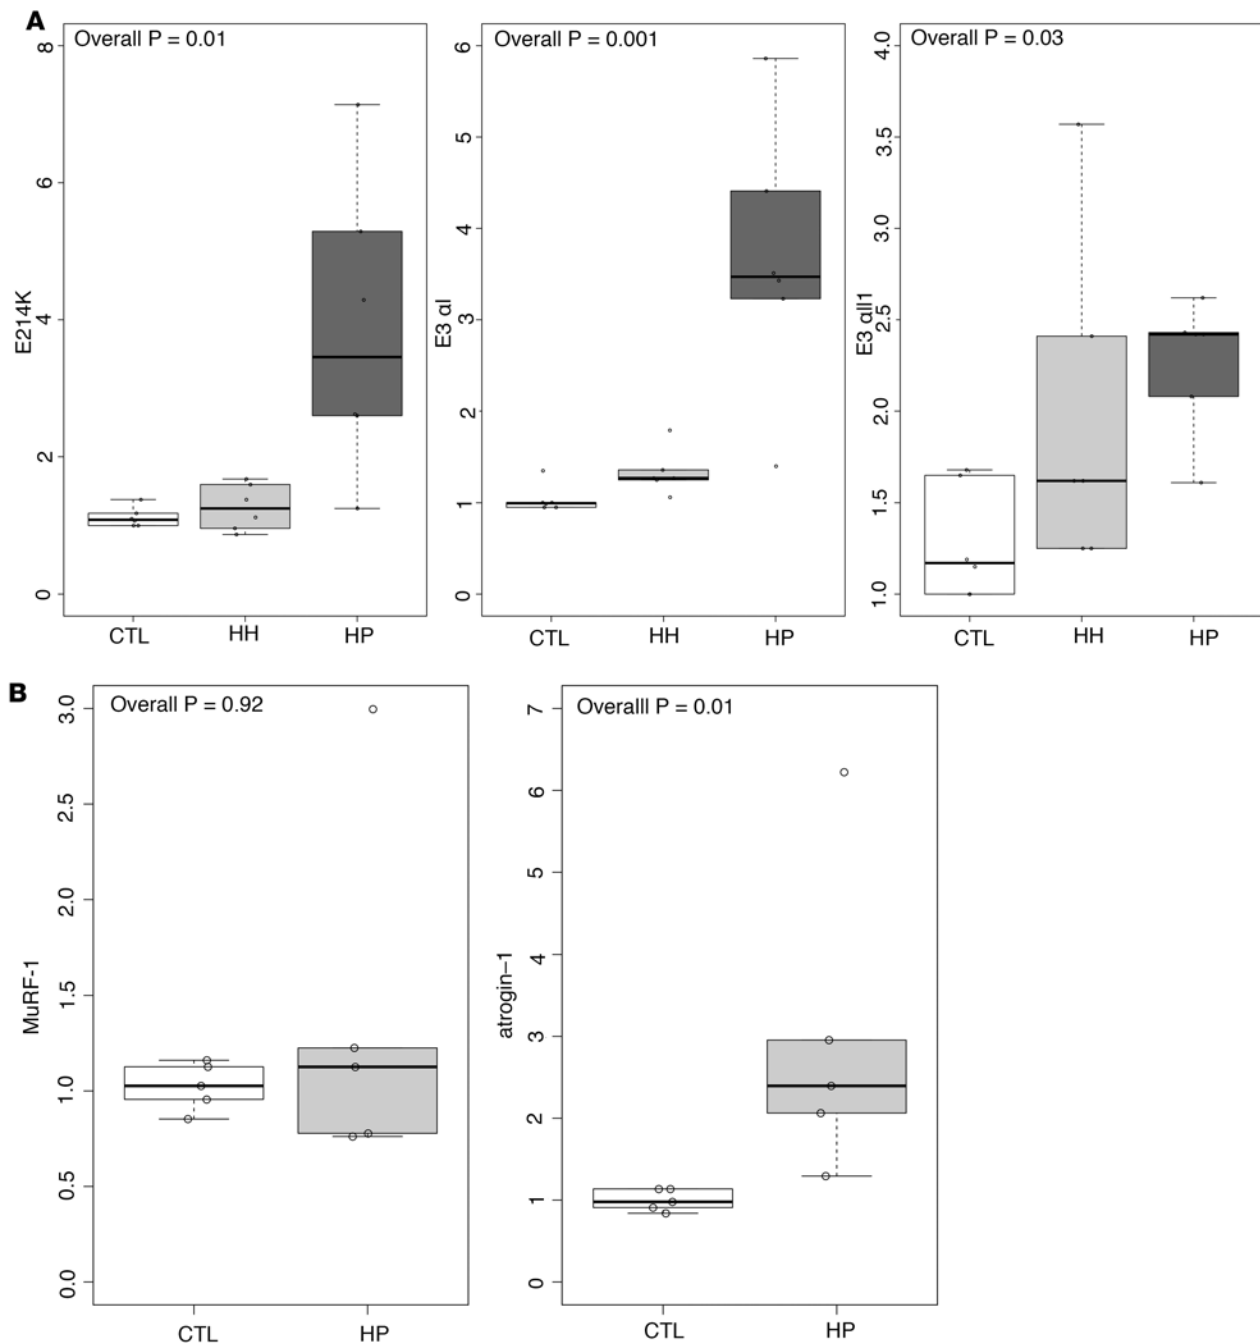 A
Overall P = 0.01
E214K
8
6
4
2
0
CTL
HH
HP
Overall P = 0.001
E3 αI
6
5
4
3
2
1
0
CTL
HH
HP
Overall P = 0.03
E3 αII1
4.0
3.5
3.0
2.5
2.0
1.5
1.0
CTL
HH
HP
B
Overall P = 0.92
MuRF-1
3.0
2.5
2.0
1.5
1.0
0.5
0.0
CTL
HP
Overalll P = 0.01
atrogin–1
7
6
5
4
3
2
1
0
CTL
HP